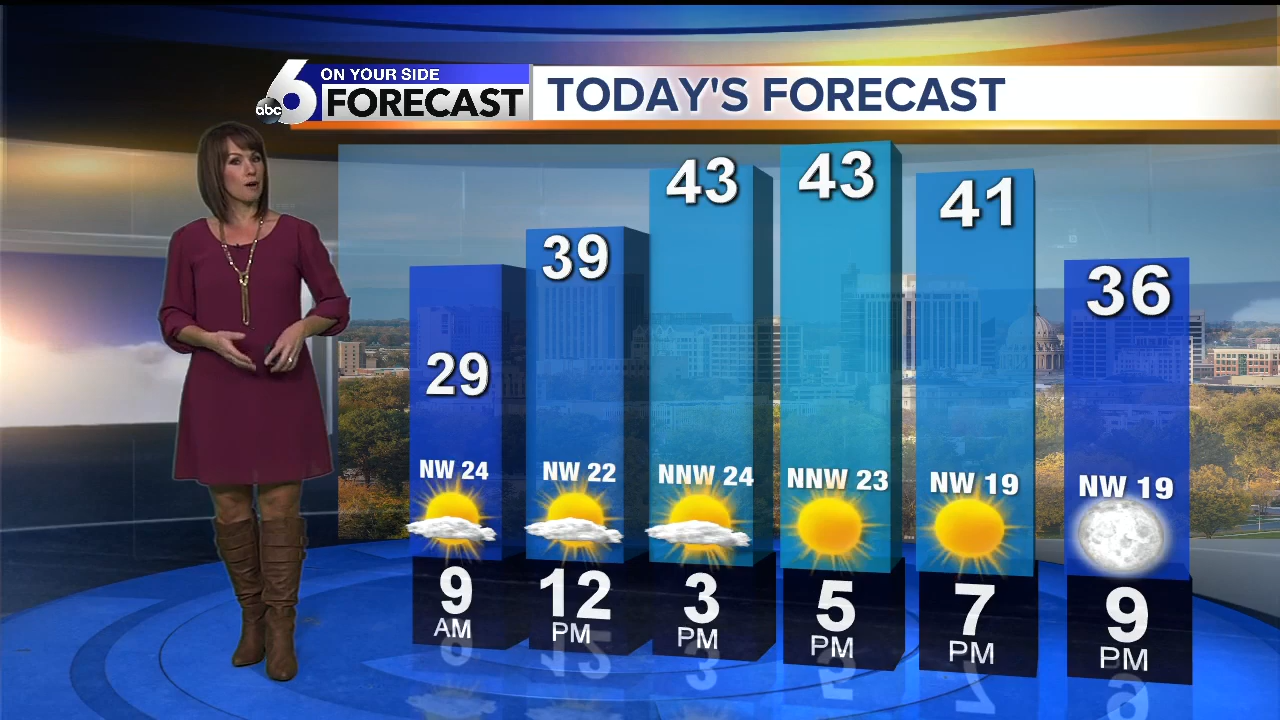 ON YOUR SIDE
abc 6 FORECAST
TODAY'S FORECAST
29
39
43
43
41
36
NW 24
NW 22
NNW 24
NNW 23
NW 19
NW 19
9
AM
12
PM
3
PM
5
PM
7
PM
9
PM